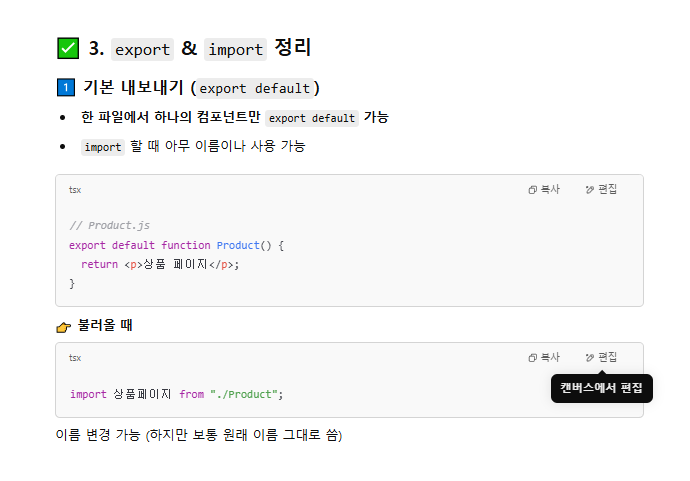 ✅ 3. export & import 정리
1️⃣ 기본 내보내기 (export default)
• 한 파일에서 하나의 컴포넌트만 export default 가능
• import 할 때 아무 이름이나 사용 가능
tsx 복사 편집
// Product.js
export default function Product() {
return <p>상품 페이지</p>;
}
👉 불러올 때
tsx 복사 편집
캔버스에서 편집
import 상품페이지 from "./Product";
이름 변경 가능 (하지만 보통 원래 이름 그대로 씀)